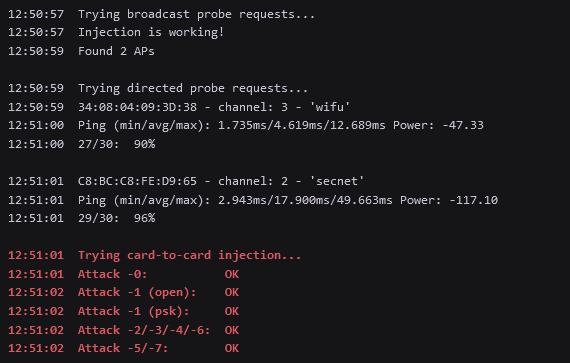 12:50:57  Trying broadcast probe requests...
12:50:57  Injection is working!
12:50:59  Found 2 APs
12:50:59  Trying directed probe requests...
12:50:59  34:08:04:09:3D:38 - channel: 3 - 'wifu'
12:51:00  Ping (min/avg/max): 1.735ms/4.619ms/12.689ms Power: -47.33
12:51:00  27/30:  90%
12:51:01  C8:BC:C8:FE:D9:65 - channel: 2 - 'secnet'
12:51:01  Ping (min/avg/max): 2.943ms/17.900ms/49.663ms Power: -117.10
12:51:01  29/30:  96%
12:51:01  Trying card-to-card injection...
12:51:01  Attack -0:           OK
12:51:02  Attack -1 (open):    OK
12:51:02  Attack -1 (psk):     OK
12:51:02  Attack -2/-3/-4/-6:  OK
12:51:02  Attack -5/-7:        OK